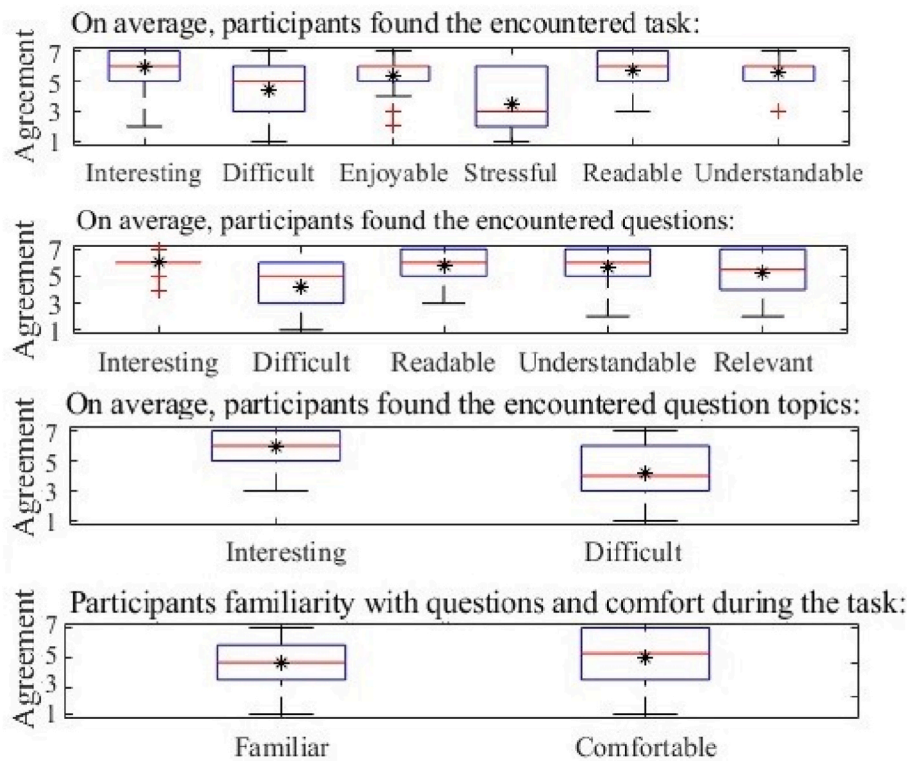 On average, participants found the encountered task:
Agreement
7
5
3
1
Interesting Difficult Enjoyable Stressful Readable Understandable
On average, participants found the encountered questions:
Agreement
7
5
3
1
Interesting Difficult Readable Understandable Relevant
On average, participants found the encountered question topics:
Agreement
7
5
3
1
Interesting Difficult
Participants familiarity with questions and comfort during the task:
Agreement
7
5
3
1
Familiar Comfortable